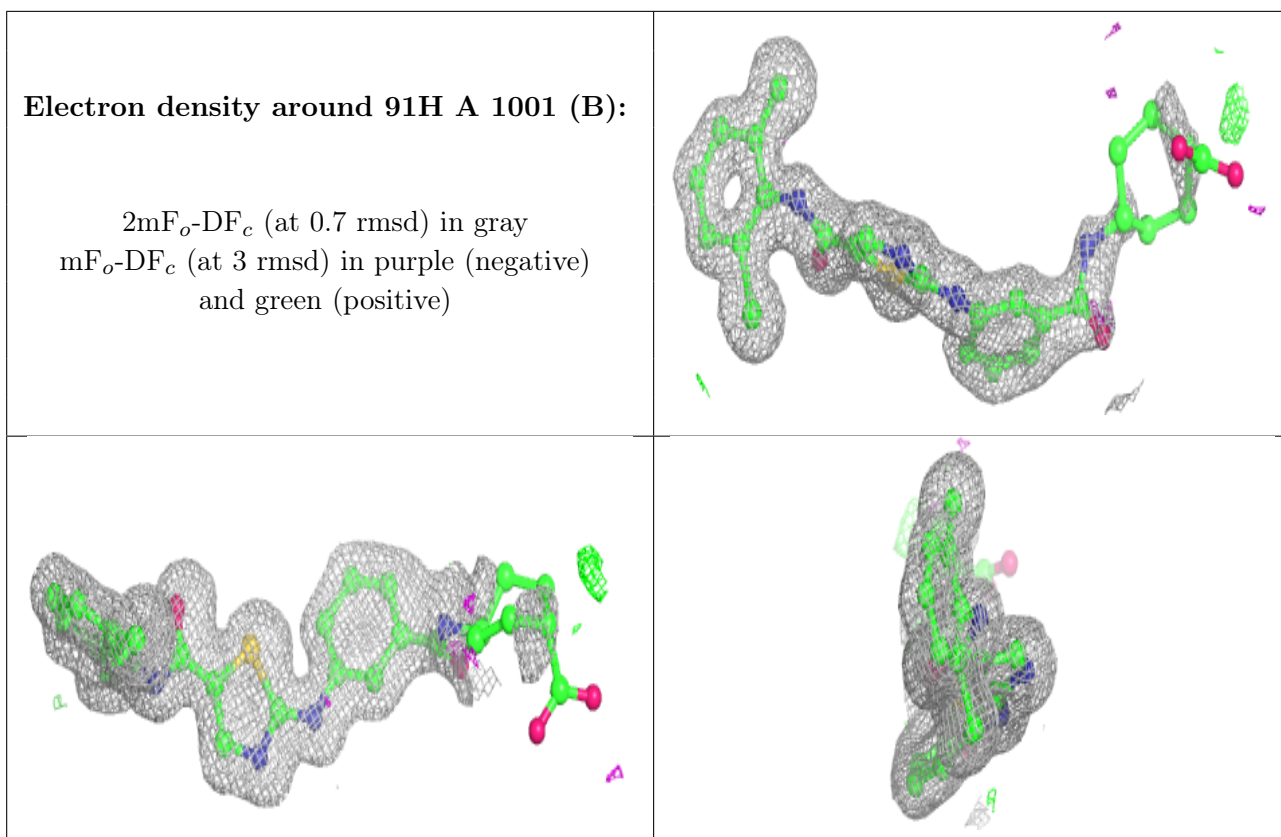 Electron density around 91H A 1001 (B):
2mFo-DFc (at 0.7 rmsd) in gray
mFo-DFc (at 3 rmsd) in purple (negative)
and green (positive)